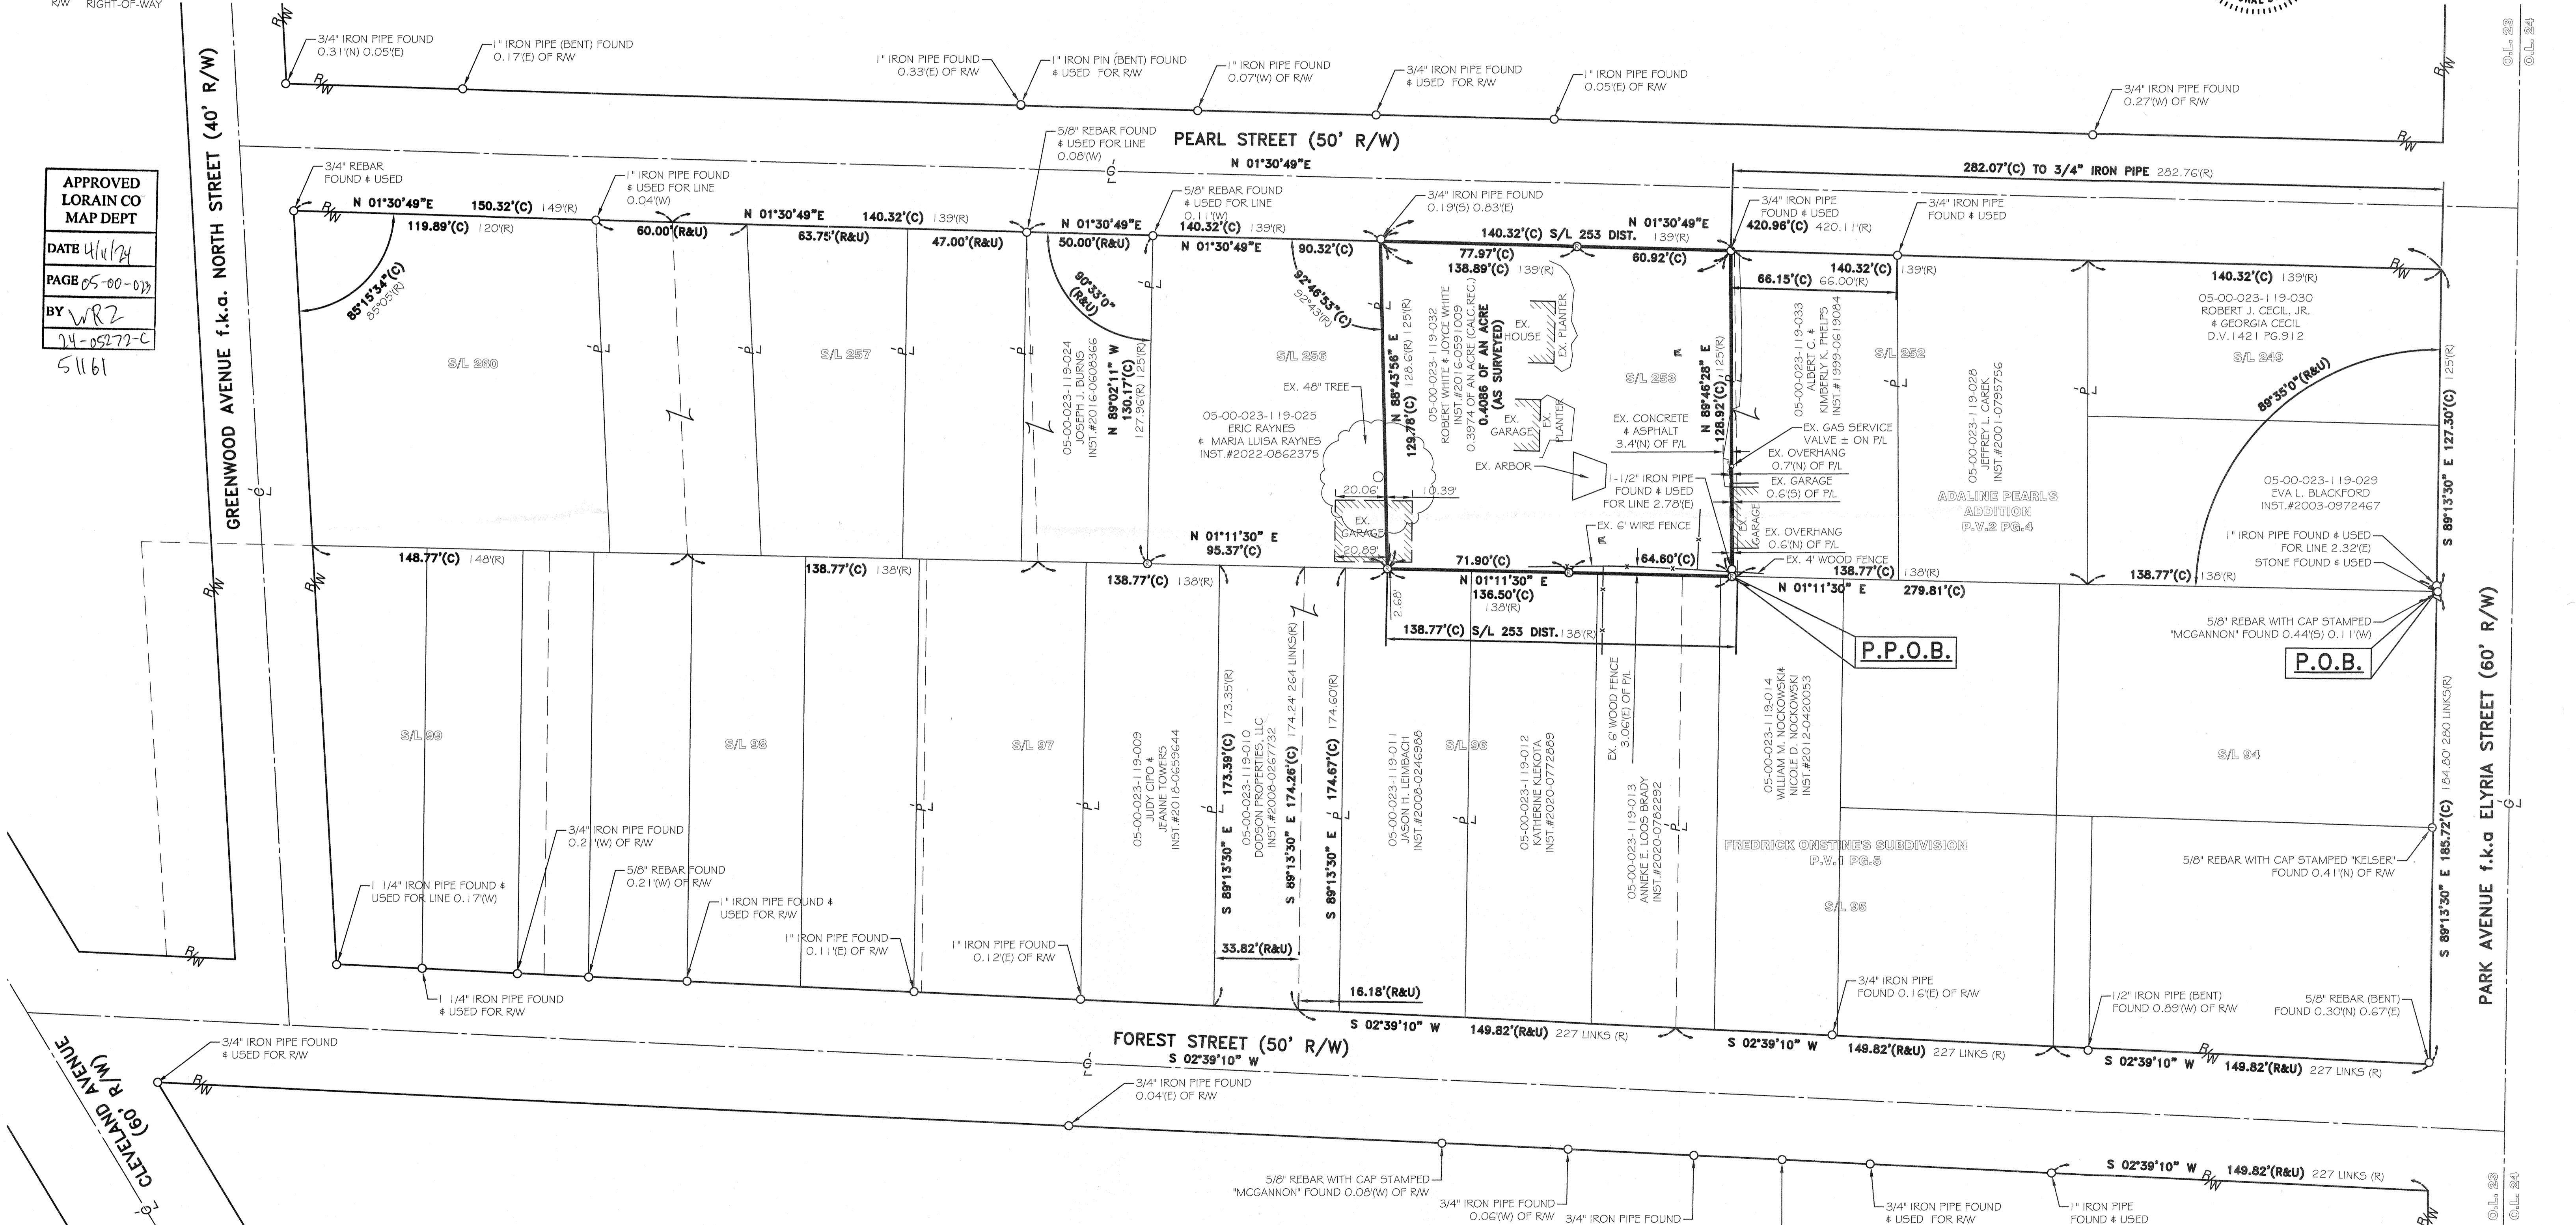 R/W RIGHT-OF-WAY
3/4" IRON PIPE FOUND
0.31'(N) 0.05'(E)
1" IRON PIPE (BENT) FOUND
0.17'(E) OF R/W
1" IRON PIPE FOUND
0.33'(E) OF R/W
1" IRON PIN (BENT) FOUND
& USED FOR R/W
1" IRON PIPE FOUND
0.07'(W) OF R/W
3/4" IRON PIPE FOUND
& USED FOR R/W
1" IRON PIPE FOUND
0.05'(E) OF R/W
3/4" IRON PIPE FOUND
0.27'(W) OF R/W
R/W
R/W
R/W
R/W
O.L. 23
O.L. 24
APPROVED
LORAIN CO
MAP DEPT
DATE 4/11/24
PAGE 05-00-023
BY WRZ
24-05272-C
51161
GREENWOOD AVENUE f.k.a. NORTH STREET (40' R/W)
PEARL STREET (50' R/W)
N 01°30'49"E
3/4" REBAR
FOUND & USED
R/W
N 01°30'49"E 150.32'(C) 149'(R)
119.89'(C) 120'(R)
1" IRON PIPE FOUND
& USED FOR LINE
0.04'(W)
60.00'(R&U)
N 01°30'49"E 140.32'(C) 139'(R)
63.75'(R&U)
47.00'(R&U)
5/8" REBAR FOUND
& USED FOR LINE
0.08'(W)
N 01°30'49"E
50.00'(R&U)
5/8" REBAR FOUND
& USED FOR LINE
0.11'(W)
140.32'(C) 139'(R)
N 01°30'49"E
90.32'(C)
3/4" IRON PIPE FOUND
0.19'(S) 0.83'(E)
140.32'(C) S/L 253 DIST.
139'(R)
N 01°30'49"E
77.97'(C)
60.92'(C)
138.89'(C) 139'(R)
282.07'(C) TO 3/4" IRON PIPE 282.76'(R)
3/4" IRON PIPE
FOUND & USED
420.96'(C) 420.11'(R)
3/4" IRON PIPE
FOUND & USED
140.32'(C) 139'(R)
66.15'(C) 66.00'(R)
R/W
140.32'(C) 139'(R)
05-00-023-119-030
ROBERT J. CECIL, JR.
& GEORGIA CECIL
D.V.1421 PG.912
S/L 249
85°15'34"(C)
85°05'(R)
S/L 260
S/L 257
90°33'0"
(R&U)
05-00-023-119-024
JOSEPH J. BURNS
INST.#2016-0608366
N 89°02'11" W
130.17'(C)
127.96'(R) 125'(R)
92°46'53"(C)
92°43'(R)
S/L 256
EX. 48" TREE
05-00-023-119-025
ERIC RAYNES
& MARIA LUISA RAYNES
INST.#2022-0862375
N 88°43'56" E
129.78'(C) 128.6'(R) 125'(R)
05-00-023-119-032
ROBERT WHITE & JOYCE WHITE
INST.#2016-0591009
0.3974 OF AN ACRE (CALC.REC.)
0.4086 OF AN ACRE
(AS SURVEYED)
EX.
HOUSE
EX. PLANTER
EX.
GARAGE
EX.
PLANTER
EX. ARBOR
S/L 253
EX. CONCRETE
& ASPHALT
3.4'(N) OF P/L
N 89°46'28" E
128.92'(C) 125'(R)
05-00-023-119-033
ALBERT C. &
KIMBERLY K. PHELPS
INST.#1999-0619084
S/L 252
EX. GAS SERVICE
VALVE ± ON P/L
EX. OVERHANG
0.7'(N) OF P/L
EX. GARAGE
0.6'(S) OF P/L
EX.
GARAGE
EX. OVERHANG
0.6'(N) OF P/L
EX. 4' WOOD FENCE
1-1/2" IRON PIPE
FOUND & USED
FOR LINE 2.78'(E)
EX. 6' WIRE FENCE
05-00-023-119-028
JEFFREY L. CAREK
INST.#2001-0795756
ADALINE PEARL'S
ADDITION
P.V.2 PG.4
89°35'0"(R&U)
05-00-023-119-029
EVA L. BLACKFORD
INST.#2003-0972467
S 89°13'30" E 127.30'(C) 125'(R)
1" IRON PIPE FOUND & USED
FOR LINE 2.32'(E)
STONE FOUND & USED
20.06'
10.39'
EX.
GARAGE
20.89'
R/W
R/W
R/W
148.77'(C) 148'(R)
138.77'(C) 138'(R)
N 01°11'30" E
95.37'(C)
138.77'(C) 138'(R)
2.68'
71.90'(C)
64.60'(C)
N 01°11'30" E
136.50'(C)
138'(R)
138.77'(C) S/L 253 DIST. 138'(R)
138.77'(C) 138'(R)
N 01°11'30" E 279.81'(C)
138.77'(C) 138'(R)
5/8" REBAR WITH CAP STAMPED
"MCGANNON" FOUND 0.44'(S) 0.11'(W)
P.P.O.B.
P.O.B.
PARK AVENUE f.k.a ELYRIA STREET (60' R/W)
S/L 99
S/L 98
S/L 97
05-00-023-119-009
JUDY CIPO &
JEANNE TOWERS
INST.#2018-0659644
S 89°13'30" E 173.39'(C) 173.35'(R)
05-00-023-119-010
DODSON PROPERTIES, LLC
INST.#2008-0267732
S 89°13'30" E 174.26'(C) 174.24' 264 LINKS(R)
S 89°13'30" E 174.67'(C) 174.60'(R)
05-00-023-119-011
JASON H. LEIMBACH
INST.#2008-0246988
S/L 96
05-00-023-119-012
KATHERINE KLEKOTA
INST.#2020-0772889
EX. 6' WOOD FENCE
3.06'(E) OF P/L
05-00-023-119-013
ANNEKE E. LOOS BRADY
INST.#2020-0782292
05-00-023-119-014
WILLIAM M. NOCKOWSKI&
NICOLE D. NOCKOWSKI
INST.#2012-0420053
FREDRICK ONSTINE'S SUBDIVISION
P.V.1 PG.5
S/L 95
S/L 94
S 89°13'30" E 185.72'(C) 184.80' 280 LINKS(R)
5/8" REBAR WITH CAP STAMPED "KELSER"
FOUND 0.41'(N) OF R/W
3/4" IRON PIPE FOUND
0.21'(W) OF R/W
5/8" REBAR FOUND
0.21'(W) OF R/W
1 1/4" IRON PIPE FOUND &
USED FOR LINE 0.17'(W)
1" IRON PIPE FOUND &
USED FOR R/W
1" IRON PIPE FOUND
0.11'(E) OF R/W
1" IRON PIPE FOUND
0.12'(E) OF R/W
R/W
1 1/4" IRON PIPE FOUND
& USED FOR R/W
33.82'(R&U)
16.18'(R&U)
S 02°39'10" W 149.82'(R&U) 227 LINKS (R)
3/4" IRON PIPE
FOUND 0.16'(E) OF R/W
S 02°39'10" W 149.82'(R&U) 227 LINKS (R)
1/2" IRON PIPE (BENT)
FOUND 0.89'(W) OF R/W
5/8" REBAR (BENT)
FOUND 0.30'(N) 0.67'(E)
R/W
S 02°39'10" W 149.82'(R&U) 227 LINKS (R)
FOREST STREET (50' R/W)
S 02°39'10" W
CLEVELAND AVENUE
(60' R/W)
3/4" IRON PIPE FOUND
& USED FOR R/W
R/W
3/4" IRON PIPE FOUND
0.04'(E) OF R/W
5/8" REBAR WITH CAP STAMPED
"MCGANNON" FOUND 0.08'(W) OF R/W
3/4" IRON PIPE FOUND
0.06'(W) OF R/W
3/4" IRON PIPE FOUND
3/4" IRON PIPE FOUND
& USED FOR R/W
1" IRON PIPE
FOUND & USED
S 02°39'10" W 149.82'(R&U) 227 LINKS (R)
R/W
R/W
O.L. 23
O.L. 24